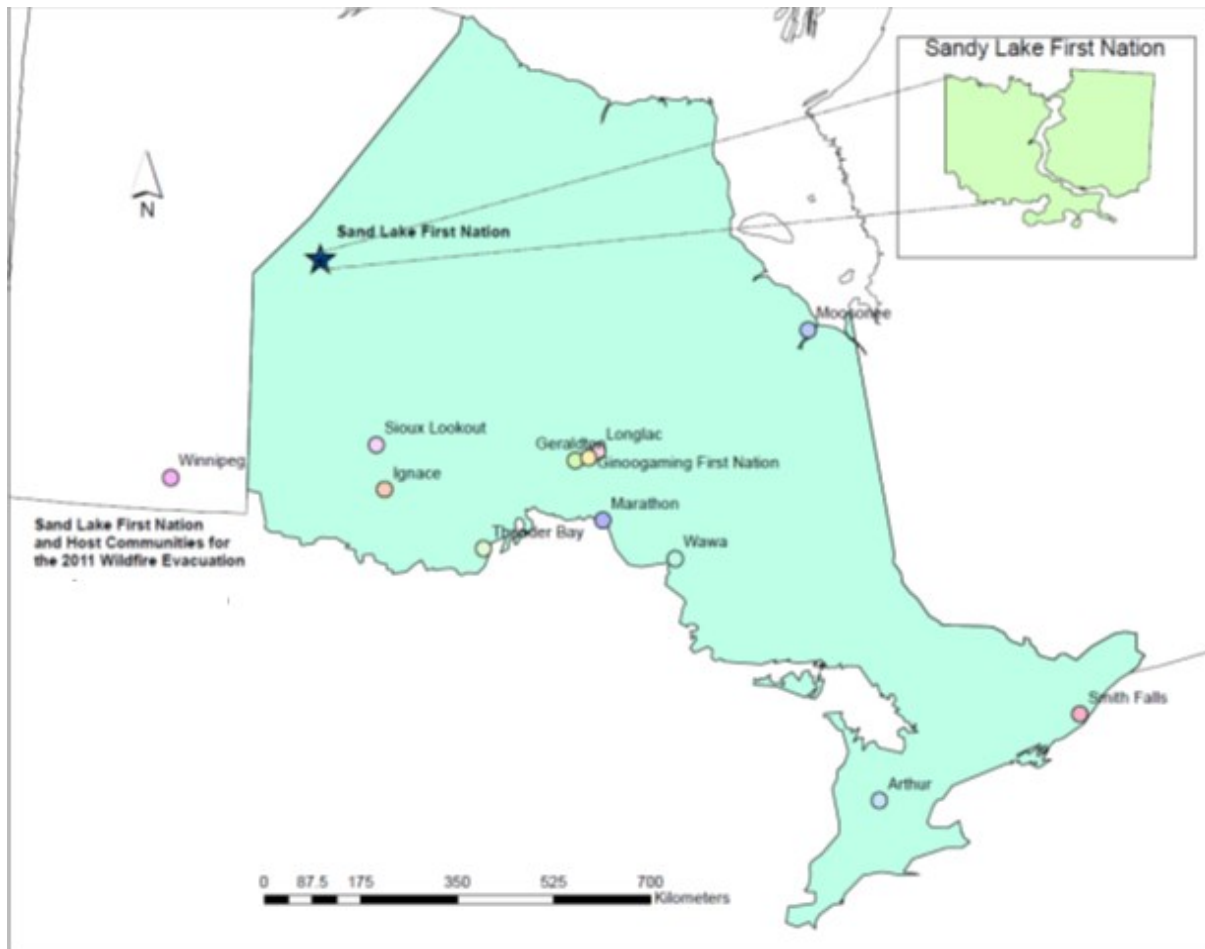 Sandy Lake First Nation
N
Sand Lake First Nation
Moosonee
Sioux Lookout
Longlac
Geraldton
Winnipeg
Ginoogaming First Nation
Ignace
Marathon
Sand Lake First Nation
and Host Communities for
the 2011 Wildfire Evacuation
Thunder Bay
Wawa
Smith Falls
Arthur
0 87.5 175 350 525 700
Kilometers